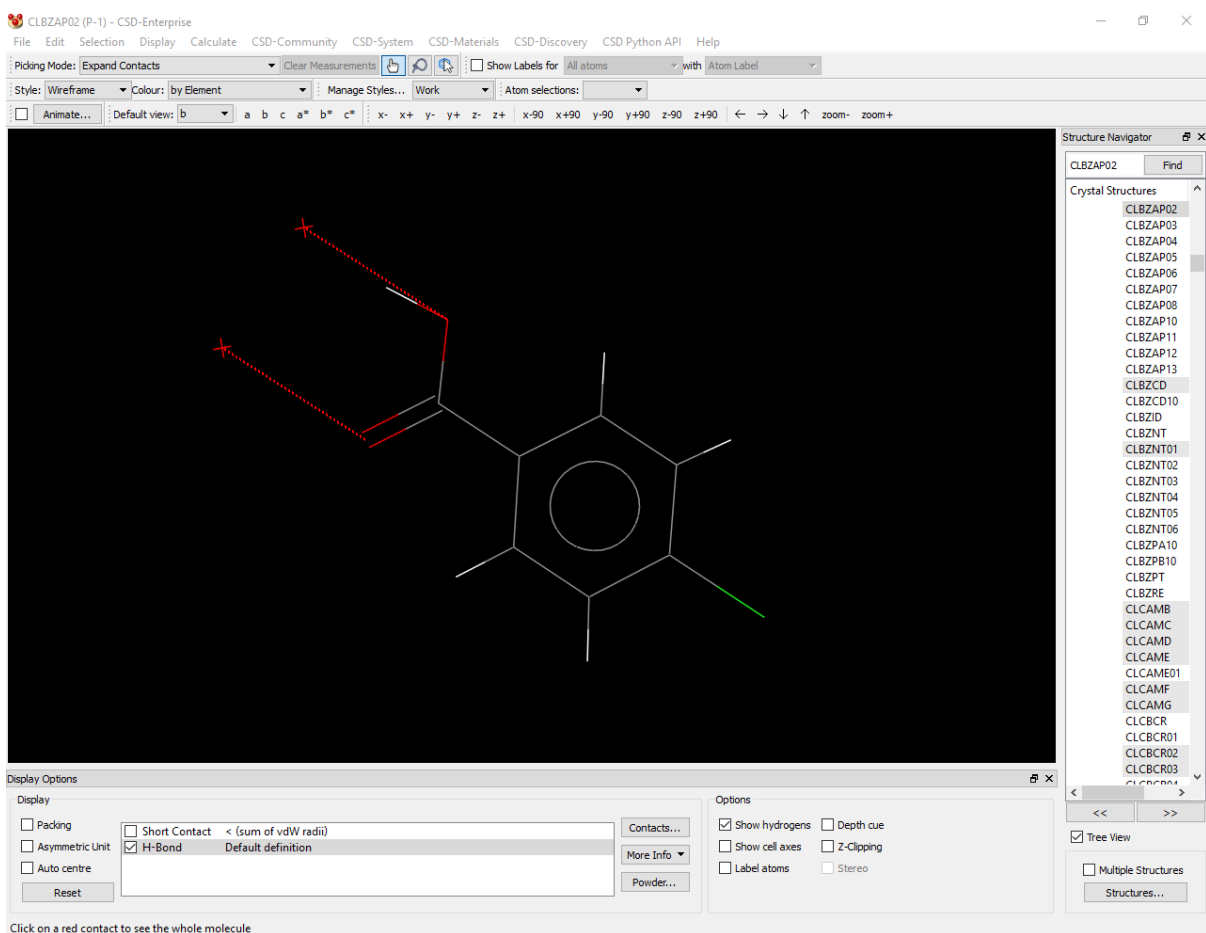 CLBZAP02 (P-1) - CSD-Enterprise
File Edit Selection Display Calculate CSD-Community CSD-System CSD-Materials CSD-Discovery CSD Python API Help
Picking Mode: Expand Contacts Clear Measurements Show Labels for All atoms with Atom Label
Style: Wireframe Colour: by Element Manage Styles... Work Atom selections:
Animate... Default view: b a b c a* b* c* x- x+ y- y+ z- z+ x-90 x+90 y-90 y+90 z-90 z+90 ← → ↓ ↑ zoom- zoom+
Structure Navigator
CLBZAP02 Find
Crystal Structures
CLBZAP02
CLBZAP03
CLBZAP04
CLBZAP05
CLBZAP06
CLBZAP07
CLBZAP08
CLBZAP10
CLBZAP11
CLBZAP12
CLBZAP13
CLBZCD
CLBZCD10
CLBZID
CLBZNT
CLBZNT01
CLBZNT02
CLBZNT03
CLBZNT04
CLBZNT05
CLBZNT06
CLBZPA10
CLBZPB10
CLBZPT
CLBZRE
CLCAMB
CLCAMC
CLCAMD
CLCAME
CLCAME01
CLCAMF
CLCAMG
CLCBCR
CLCBCR01
CLCBCR02
CLCBCR03
<< >>
Tree View
Multiple Structures
Structures...
Display Options
Display
Packing
Asymmetric Unit
Auto centre
Reset
Short Contact < (sum of vdW radii)
H-Bond Default definition
Contacts...
More Info
Powder...
Options
Show hydrogens Depth cue
Show cell axes Z-Clipping
Label atoms Stereo
Click on a red contact to see the whole molecule